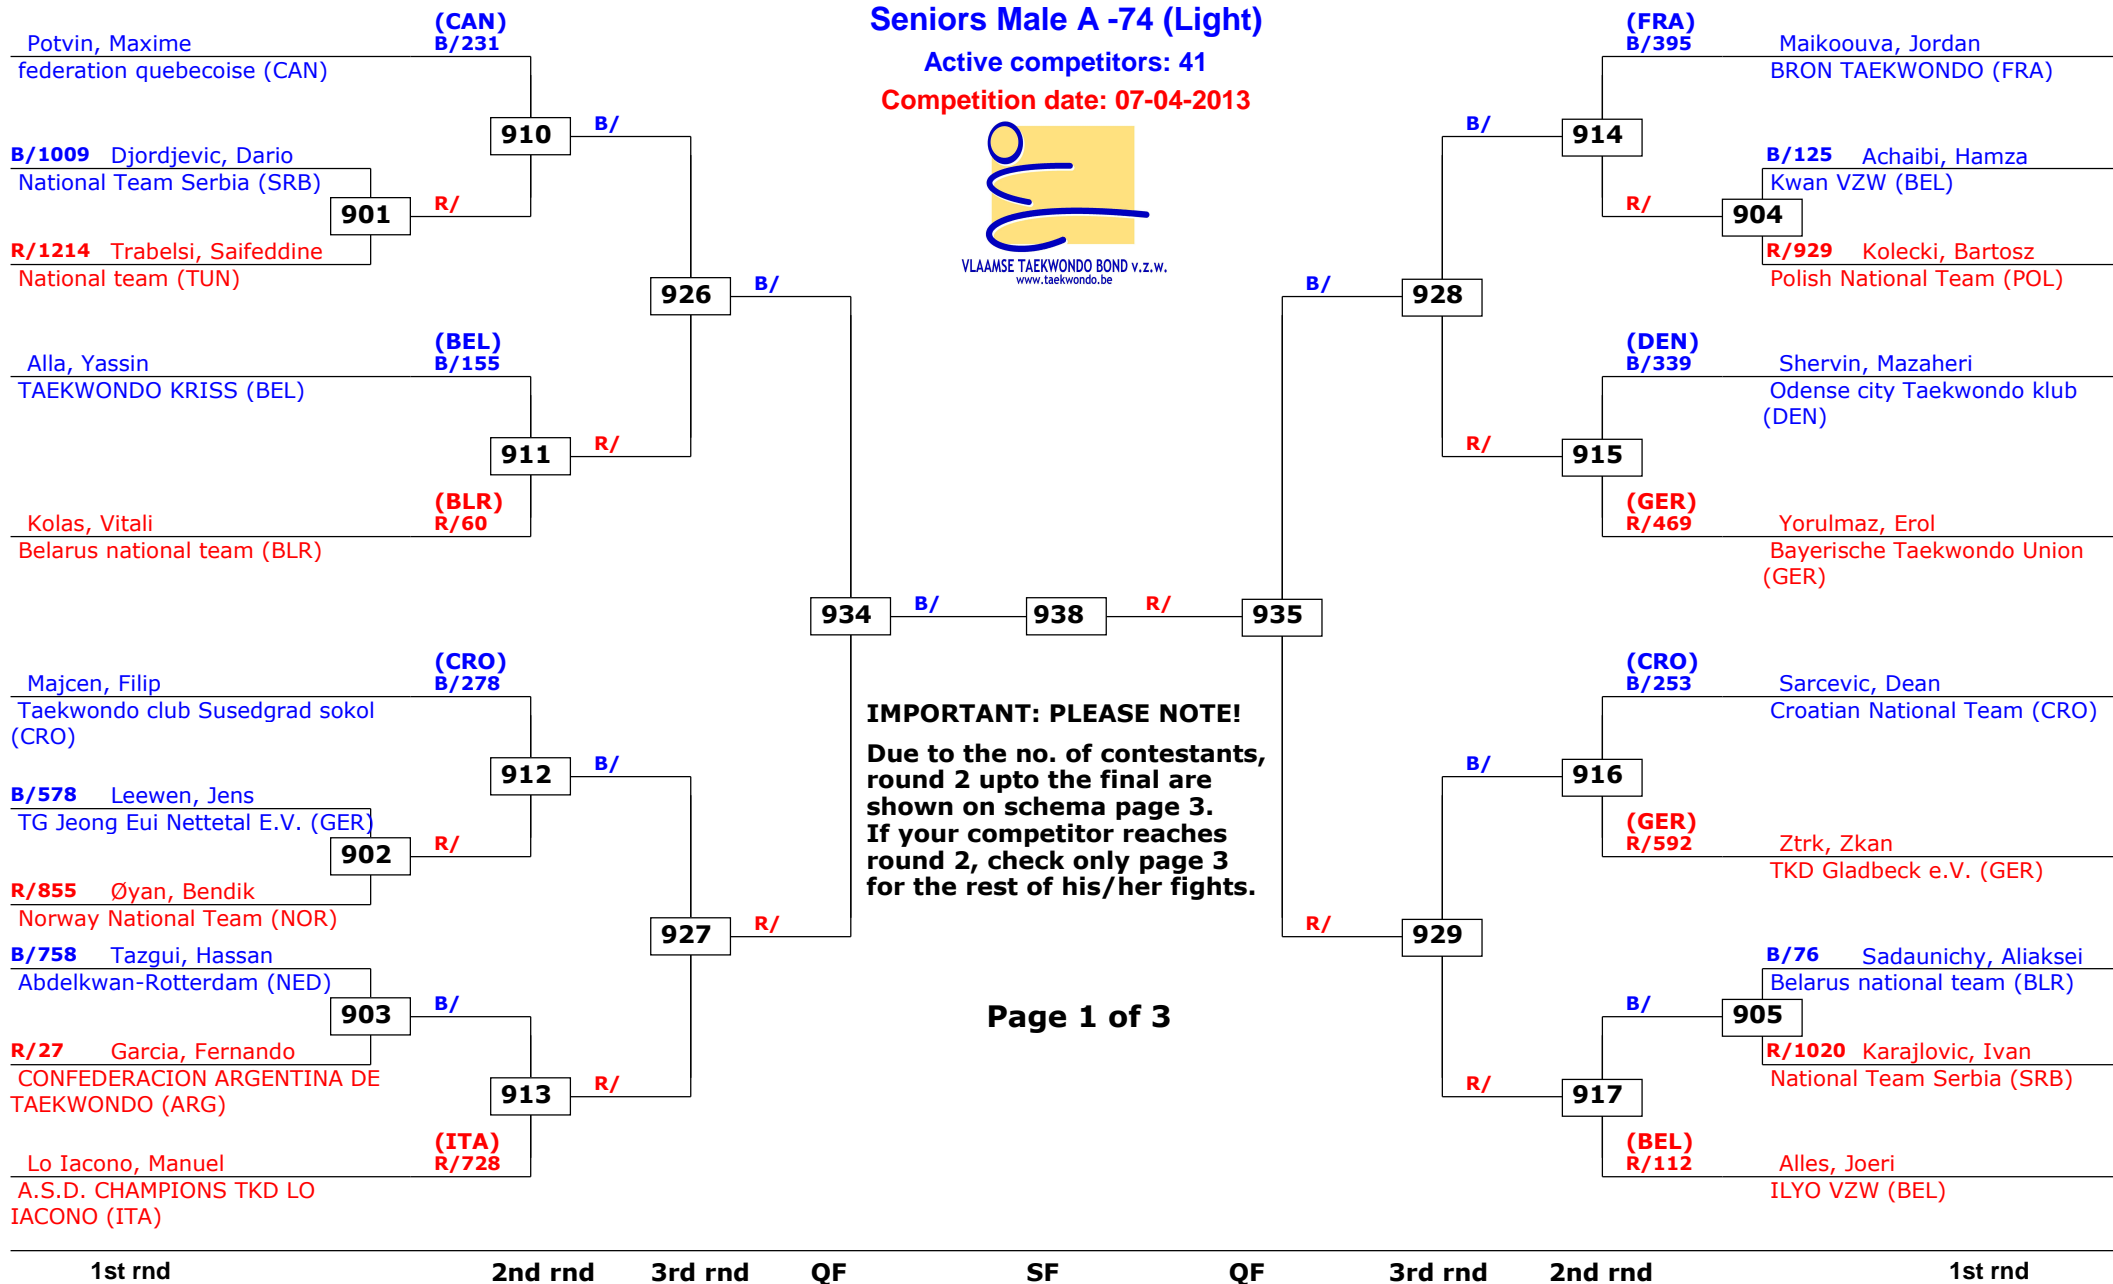 Seniors Male A -74 (Light)
Active competitors: 41
Competition date: 07-04-2013
VLAAMSE TAEKWONDO BOND v.z.w.
www.taekwondo.be
(CAN)
Potvin, Maxime B/231
federation quebecoise (CAN)
910 B/
B/1009 Djordjevic, Dario
National Team Serbia (SRB)
901 R/
R/1214 Trabelsi, Saifeddine
National team (TUN)
926 B/
(BEL)
Alla, Yassin B/155
TAEKWONDO KRISS (BEL)
911 R/
(BLR)
Kolas, Vitali R/60
Belarus national team (BLR)
934 B/ 938 R/ 935
(CRO)
Majcen, Filip B/278
Taekwondo club Susedgrad sokol
(CRO)
912 B/
B/578 Leewen, Jens
TG Jeong Eui Nettetal E.V. (GER)
902 R/
R/855 Øyan, Bendik
Norway National Team (NOR)
927 R/
B/758 Tazgui, Hassan
Abdelkwan-Rotterdam (NED)
903 B/
R/27 Garcia, Fernando
CONFEDERACION ARGENTINA DE
TAEKWONDO (ARG)
913 R/
(ITA)
Lo Iacono, Manuel R/728
A.S.D. CHAMPIONS TKD LO
IACONO (ITA)
IMPORTANT: PLEASE NOTE!
Due to the no. of contestants,
round 2 upto the final are
shown on schema page 3.
If your competitor reaches
round 2, check only page 3
for the rest of his/her fights.
Page 1 of 3
(FRA)
B/395 Maikoouva, Jordan
BRON TAEKWONDO (FRA)
B/ 914
B/125 Achaibi, Hamza
Kwan VZW (BEL)
R/ 904
R/929 Kolecki, Bartosz
Polish National Team (POL)
B/ 928
(DEN)
B/339 Shervin, Mazaheri
Odense city Taekwondo klub
(DEN)
R/ 915
(GER)
R/469 Yorulmaz, Erol
Bayerische Taekwondo Union
(GER)
(CRO)
B/253 Sarcevic, Dean
Croatian National Team (CRO)
B/ 916
(GER)
R/592 Ztrk, Zkan
TKD Gladbeck e.V. (GER)
R/ 929
B/76 Sadaunichy, Aliaksei
Belarus national team (BLR)
B/ 905
R/1020 Karajlovic, Ivan
National Team Serbia (SRB)
R/ 917
(BEL)
R/112 Alles, Joeri
ILYO VZW (BEL)
1st rnd 2nd rnd 3rd rnd QF SF QF 3rd rnd 2nd rnd 1st rnd